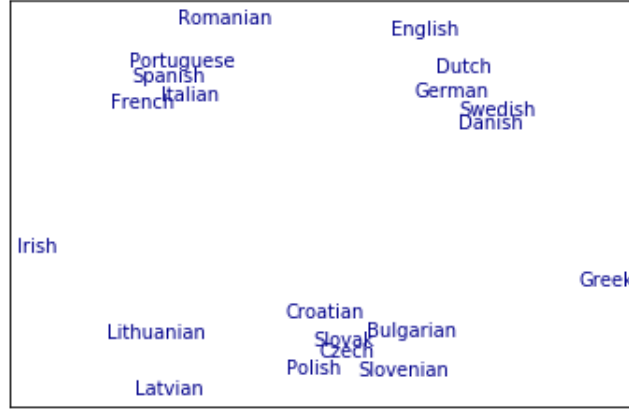 Romanian
English
Portuguese
Dutch
Spanish
German
Italian
French
Swedish
Danish
Irish
Greek
Croatian
Bulgarian
Lithuanian
Slovak
Czech
Polish
Slovenian
Latvian